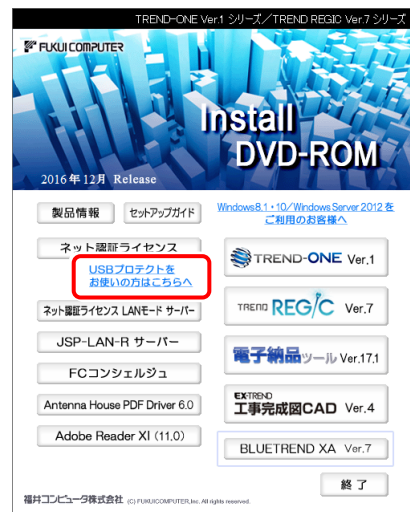 TREND-ONE Ver.1 シリーズ／TREND REGIC Ver.7 シリーズ
FUKUI COMPUTER
Install
DVD-ROM
2016年12月 Release
製品情報
セットアップガイド
Windows8.1・10／Windows Server 2012 を
ご利用のお客様へ
ネット認証ライセンス
USBプロテクトを
お使いの方はこちらへ
ネット認証ライセンス LANモード サーバー
JSP-LAN-R サーバー
FCコンシェルジュ
Antenna House PDF Driver 6.0
Adobe Reader XI (11.0)
TREND-ONE Ver.1
TREND REGIC Ver.7
電子納品ツール Ver.17.1
EX-TREND
工事完成図CAD Ver.4
BLUETREND XA Ver.7
終了
福井コンピュータ株式会社 (C) FUKUICOMPUTER,Inc. All rights reserved.